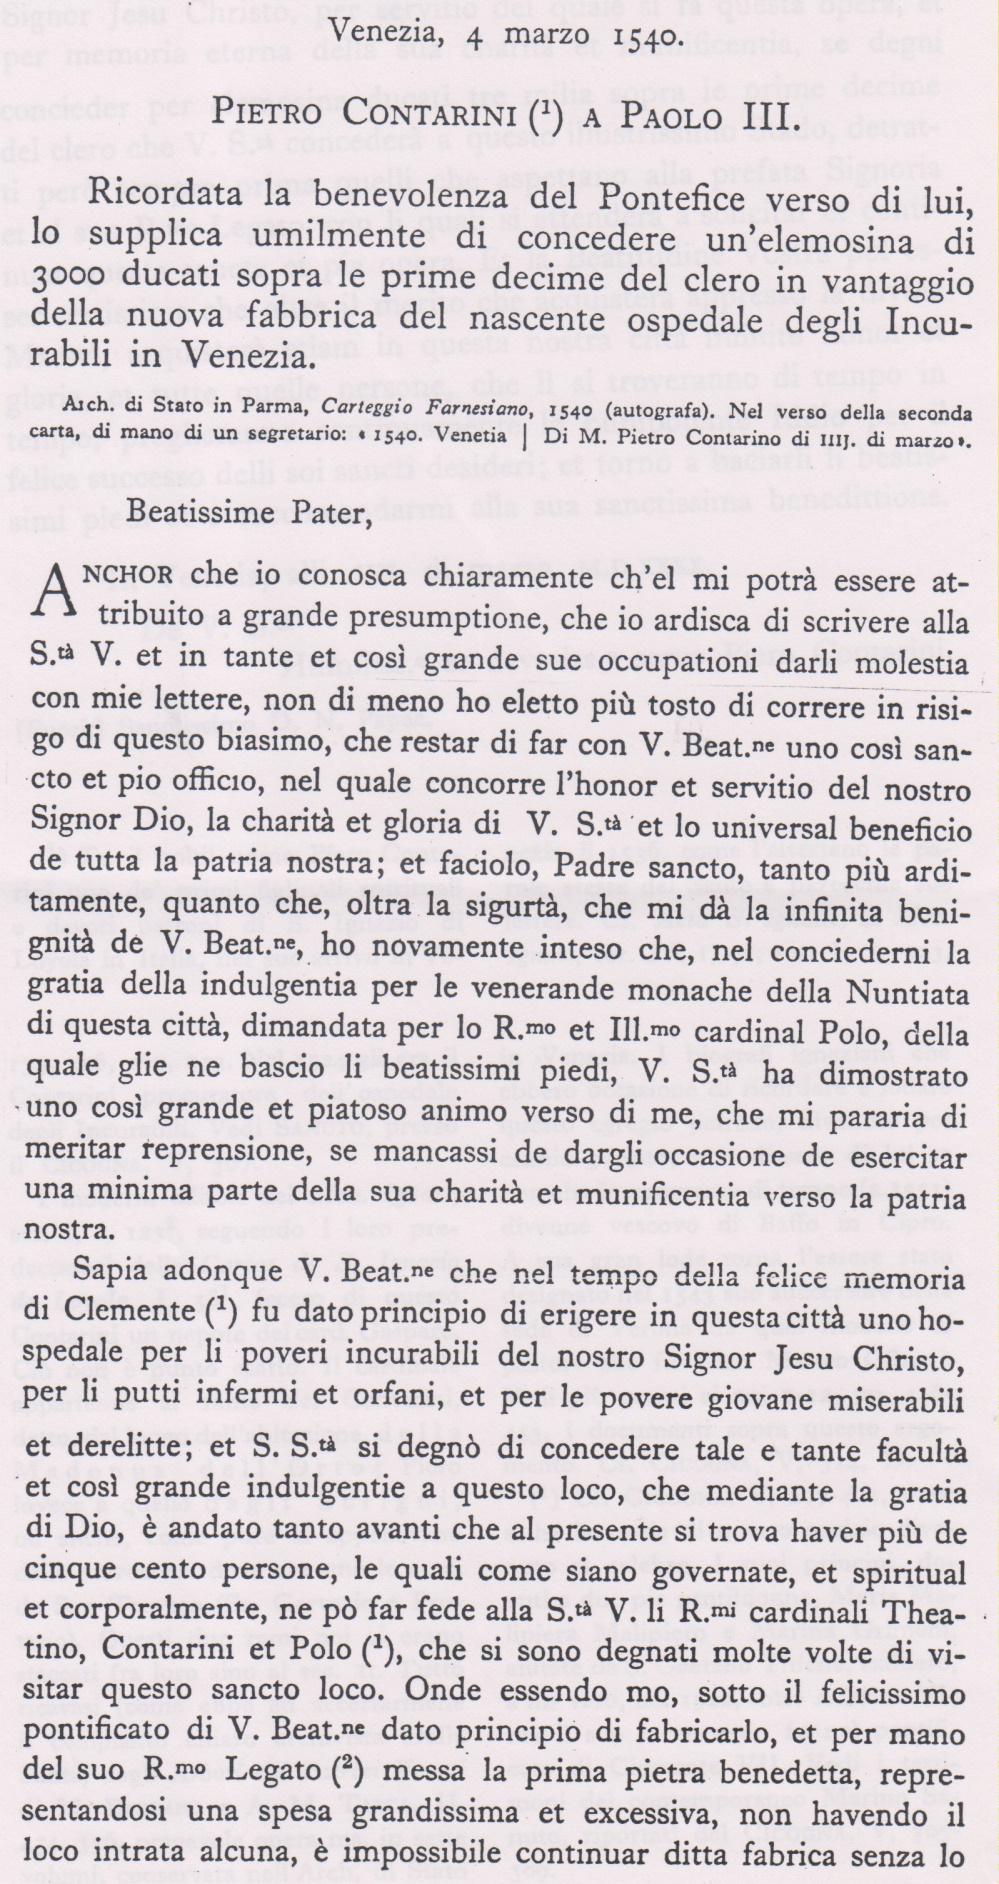 Venezia, 4 marzo 1540.
PIETRO CONTARINI (¹) A PAOLO III.
Ricordata la benevolenza del Pontefice verso di lui,
lo supplica umilmente di concedere un'elemosina di
3000 ducati sopra le prime decime del clero in vantaggio
della nuova fabbrica del nascente ospedale degli Incu-
rabili in Venezia.
Arch. di Stato in Parma, Carteggio Farnesiano, 1540 (autografa). Nel verso della seconda
carta, di mano di un segretario: « 1540. Venetia | Di M. Pietro Contarino di IIIJ. di marzo ».
Beatissime Pater,
ANCHOR che io conosca chiaramente ch'el mi potrà essere at-
tribuito a grande presumptione, che io ardisca di scrivere alla
S.tà V. et in tante et così grande sue occupationi darli molestia
con mie lettere, non di meno ho eletto più tosto di correre in risi-
go di questo biasimo, che restar di far con V. Beat.ne uno così san-
cto et pio officio, nel quale concorre l'honor et servitio del nostro
Signor Dio, la charità et gloria di V. S.tà et lo universal beneficio
de tutta la patria nostra; et faciolo, Padre sancto, tanto più ardi-
tamente, quanto che, oltra la sigurtà, che mi dà la infinita beni-
gnità de V. Beat.ne, ho novamente inteso che, nel conciederni la
gratia della indulgentia per le venerande monache della Nuntiata
di questa città, dimandata per lo R.mo et Ill.mo cardinal Polo, della
quale glie ne bascio li beatissimi piedi, V. S.tà ha dimostrato
uno così grande et piatoso animo verso di me, che mi pararia di
meritar reprensione, se mancassi de dargli occasione de esercitar
una minima parte della sua charità et munificentia verso la patria
nostra.
Sapia adonque V. Beat.ne che nel tempo della felice memoria
di Clemente (¹) fu dato principio di erigere in questa città uno ho-
spedale per li poveri incurabili del nostro Signor Jesu Christo,
per li putti infermi et orfani, et per le povere giovane miserabili
et derelitte; et S. S.tà si degnò di concedere tale e tante facultà
et così grande indulgentie a questo loco, che mediante la gratia
di Dio, è andato tanto avanti che al presente si trova haver più de
cinque cento persone, le quali come siano governate, et spiritual
et corporalmente, ne pò far fede alla S.tà V. li R.mi cardinali Thea-
tino, Contarini et Polo (¹), che si sono degnati molte volte di vi-
sitar questo sancto loco. Onde essendo mo, sotto il felicissimo
pontificato di V. Beat.ne dato principio di fabricarlo, et per mano
del suo R.mo Legato (²) messa la prima pietra benedetta, repre-
sentandosi una spesa grandissima et excessiva, non havendo il
loco intrata alcuna, è impossibile continuar ditta fabrica senza lo